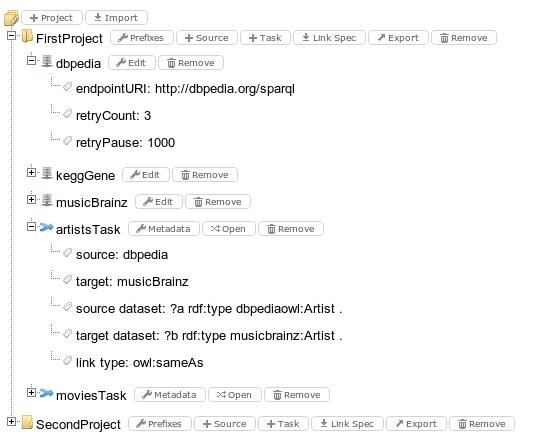 Project Import
FirstProject Prefixes Source Task Link Spec Export Remove
dbpedia Edit Remove
endpointURI: http://dbpedia.org/sparql
retryCount: 3
retryPause: 1000
keggGene Edit Remove
musicBrainz Edit Remove
artistsTask Metadata Open Remove
source: dbpedia
target: musicBrainz
source dataset: ?a rdf:type dbpediaowl:Artist .
target dataset: ?b rdf:type musicbrainz:Artist .
link type: owl:sameAs
moviesTask Metadata Open Remove
SecondProject Prefixes Source Task Link Spec Export Remove